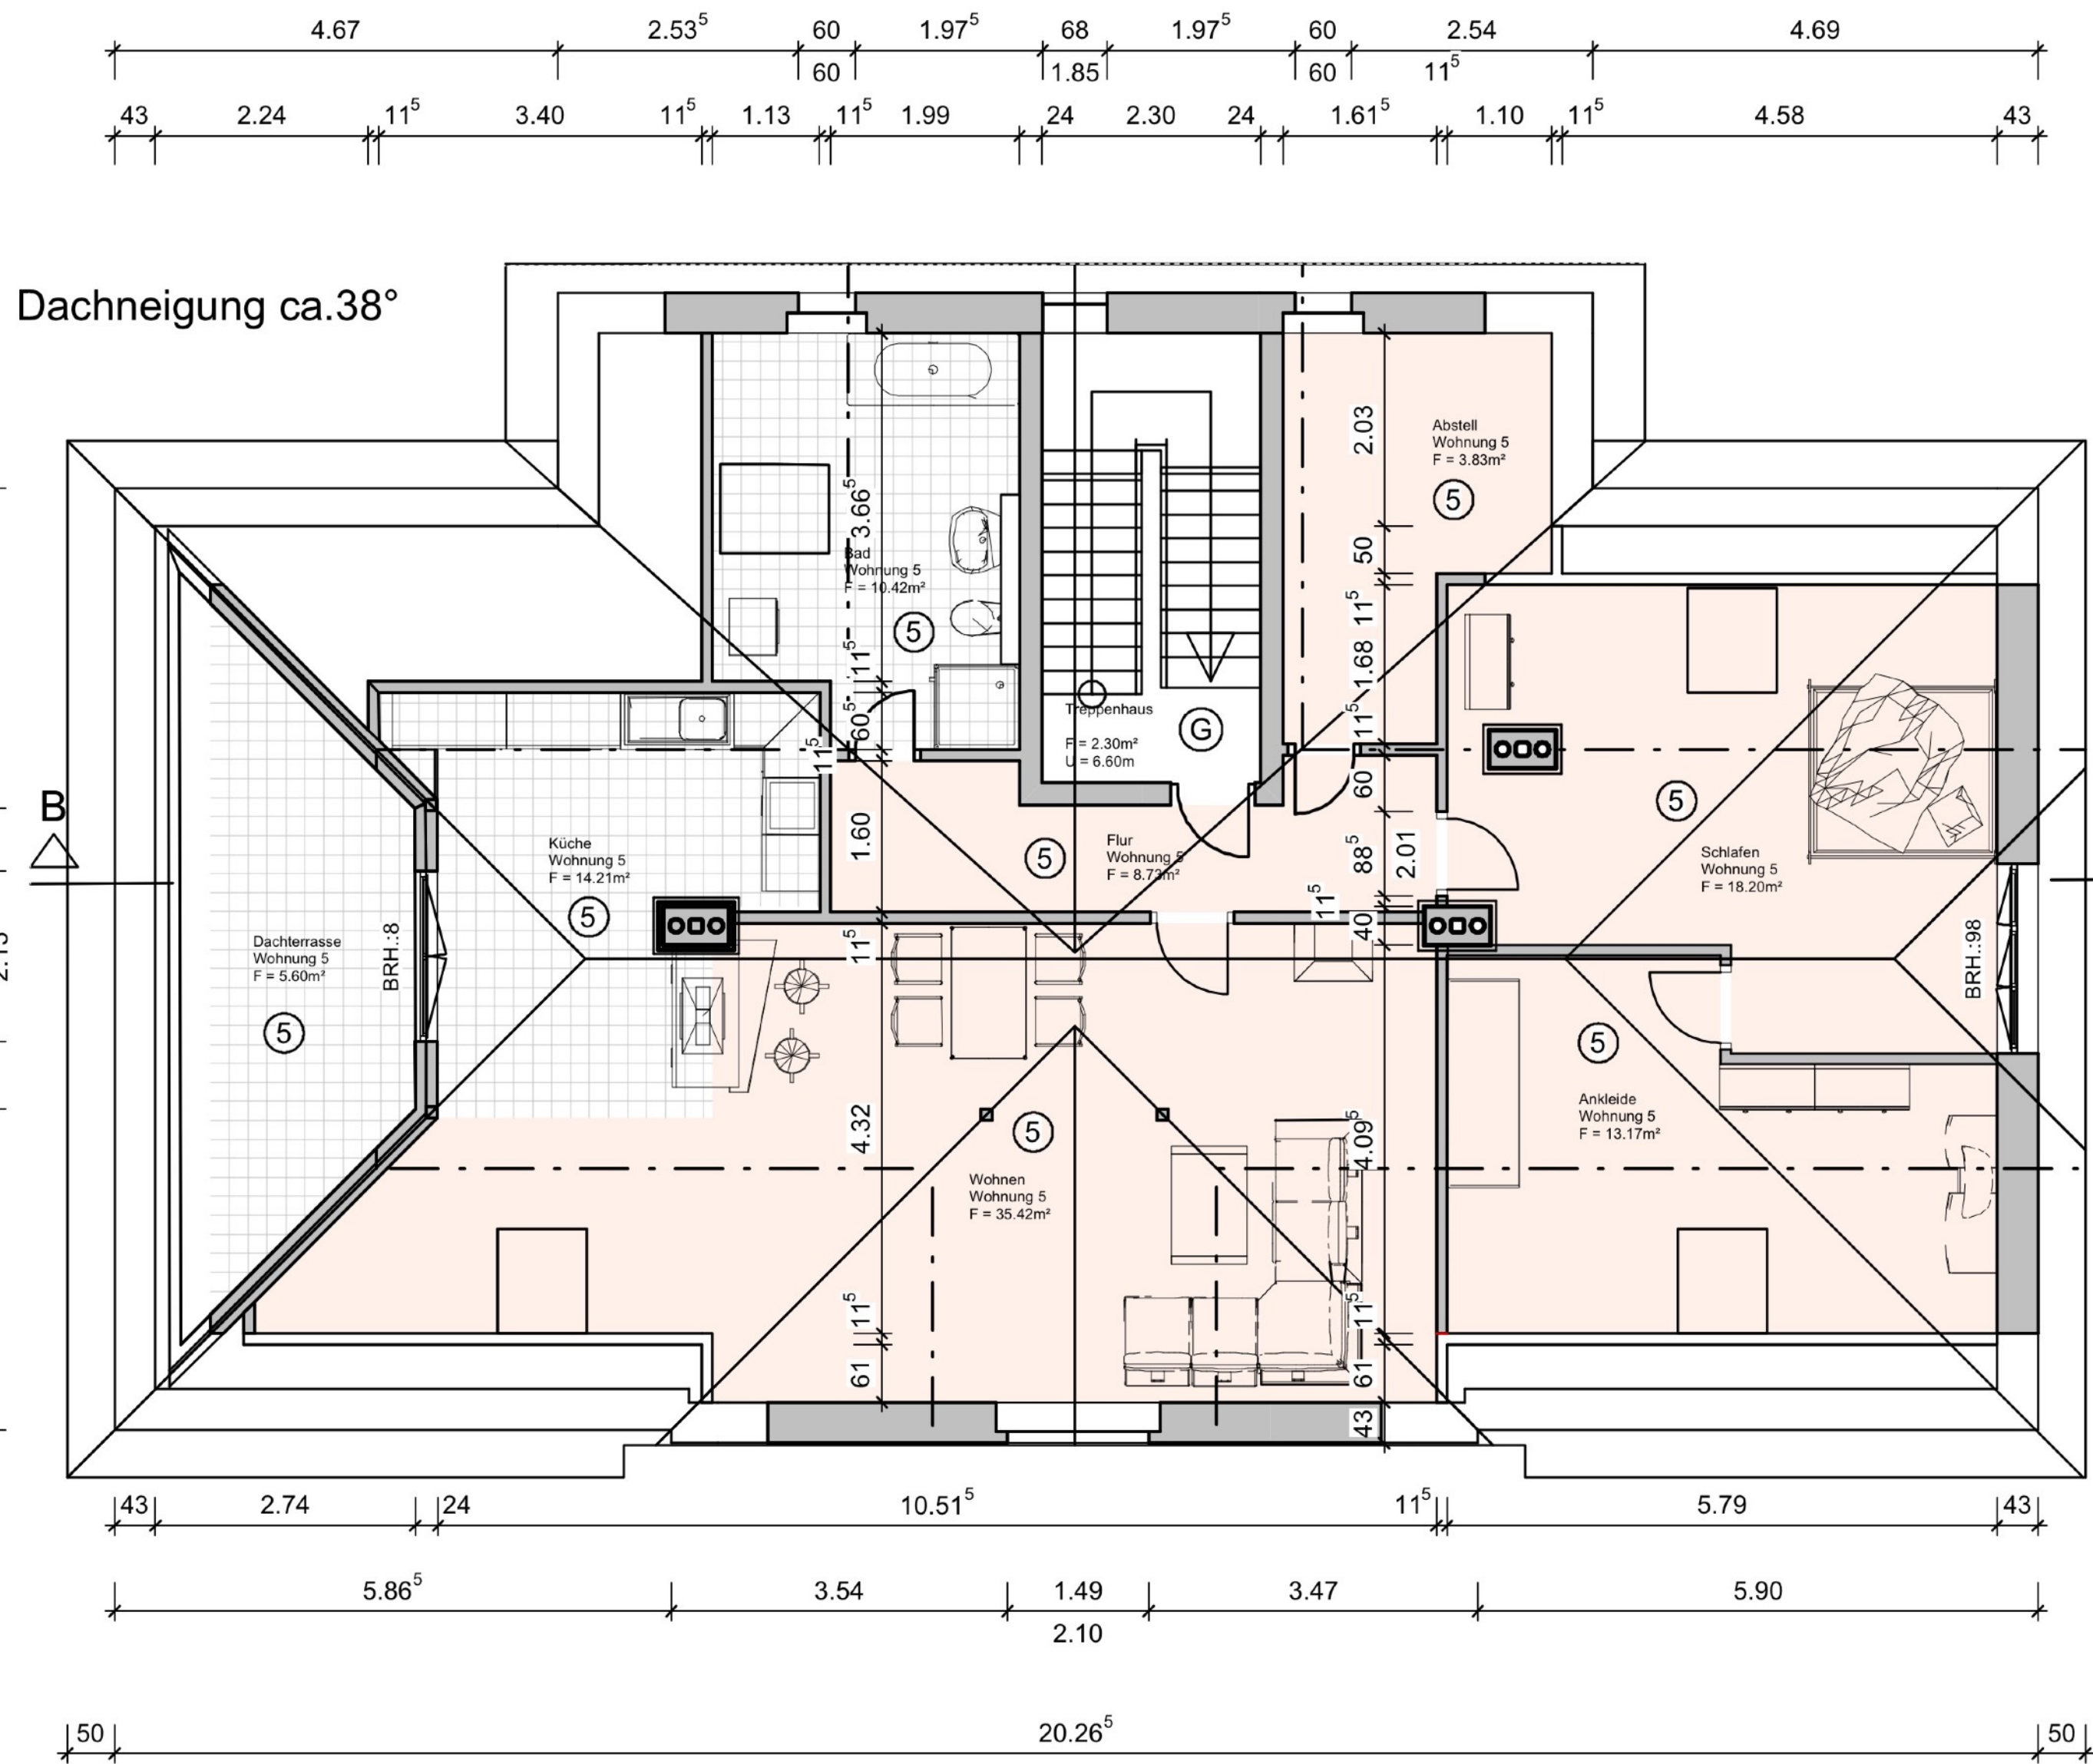 4.67 2.53⁵ 60 1.97⁵ 68 1.97⁵ 60 2.54 4.69
60 1.85 60 11⁵
43 2.24 11⁵ 3.40 11⁵ 1.13 11⁵ 1.99 24 2.30 24 1.61⁵ 1.10 11⁵ 4.58 43
Dachneigung ca.38°
2.03
Abstell
Wohnung 5
F = 3.83m²
5
3.66⁵
50
Bad
Wohnung 5
F = 10.42m²
5
11⁵
11⁵
1.68
60⁵
11⁵
11⁵
Treppenhaus
F = 2.30m²
U = 6.60m
G
60
B
1.60
Küche
Wohnung 5
F = 14.21m²
5
5
Flur
Wohnung 5
F = 8.73m²
88⁵
2.01
5
Schlafen
Wohnung 5
F = 18.20m²
11⁵
40
11⁵
Dachterrasse
Wohnung 5
F = 5.60m²
5
BRH.:8
BRH.:98
5
Ankleide
Wohnung 5
F = 13.17m²
4.32
5
4.09⁵
Wohnen
Wohnung 5
F = 35.42m²
11⁵
11⁵
61
61
43
43 2.74 24 10.51⁵ 11⁵ 5.79 43
5.86⁵ 3.54 1.49 3.47 5.90
2.10
50 20.26⁵ 50